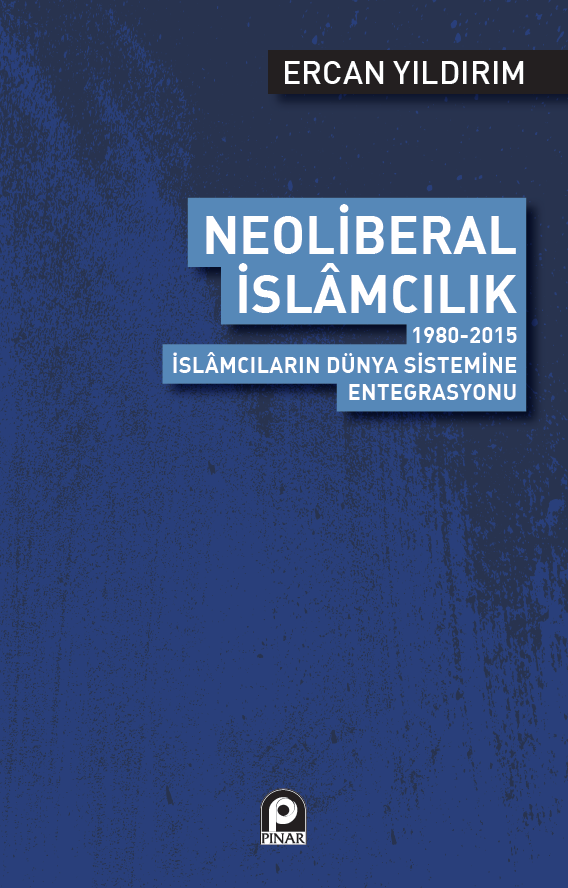 ERCAN YILDIRIM
NEOLİBERAL
İSLÂMCILIK
1980-2015
İSLÂMCILARIN DÜNYA SİSTEMİNE
ENTEGRASYONU
PINAR